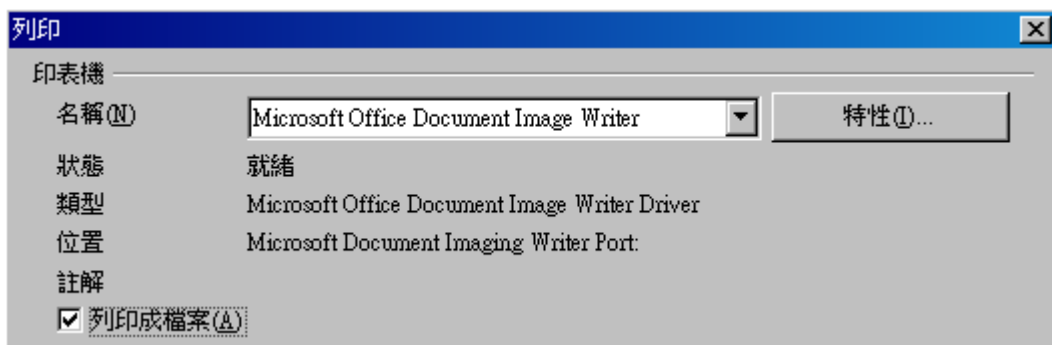 列印
印表機
名稱(N) Microsoft Office Document Image Writer 特性(I)...
狀態 就緒
類型 Microsoft Office Document Image Writer Driver
位置 Microsoft Document Imaging Writer Port:
註解
列印成檔案(A)